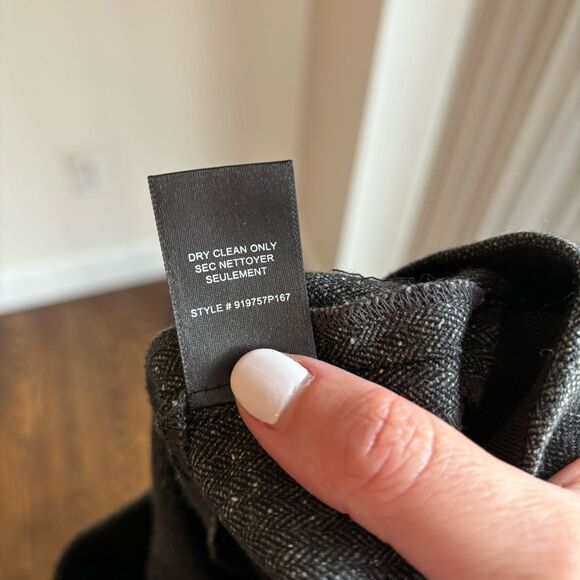 DRY CLEAN ONLY
SEC NETTOYER
SEULEMENT
STYLE # 919757P167